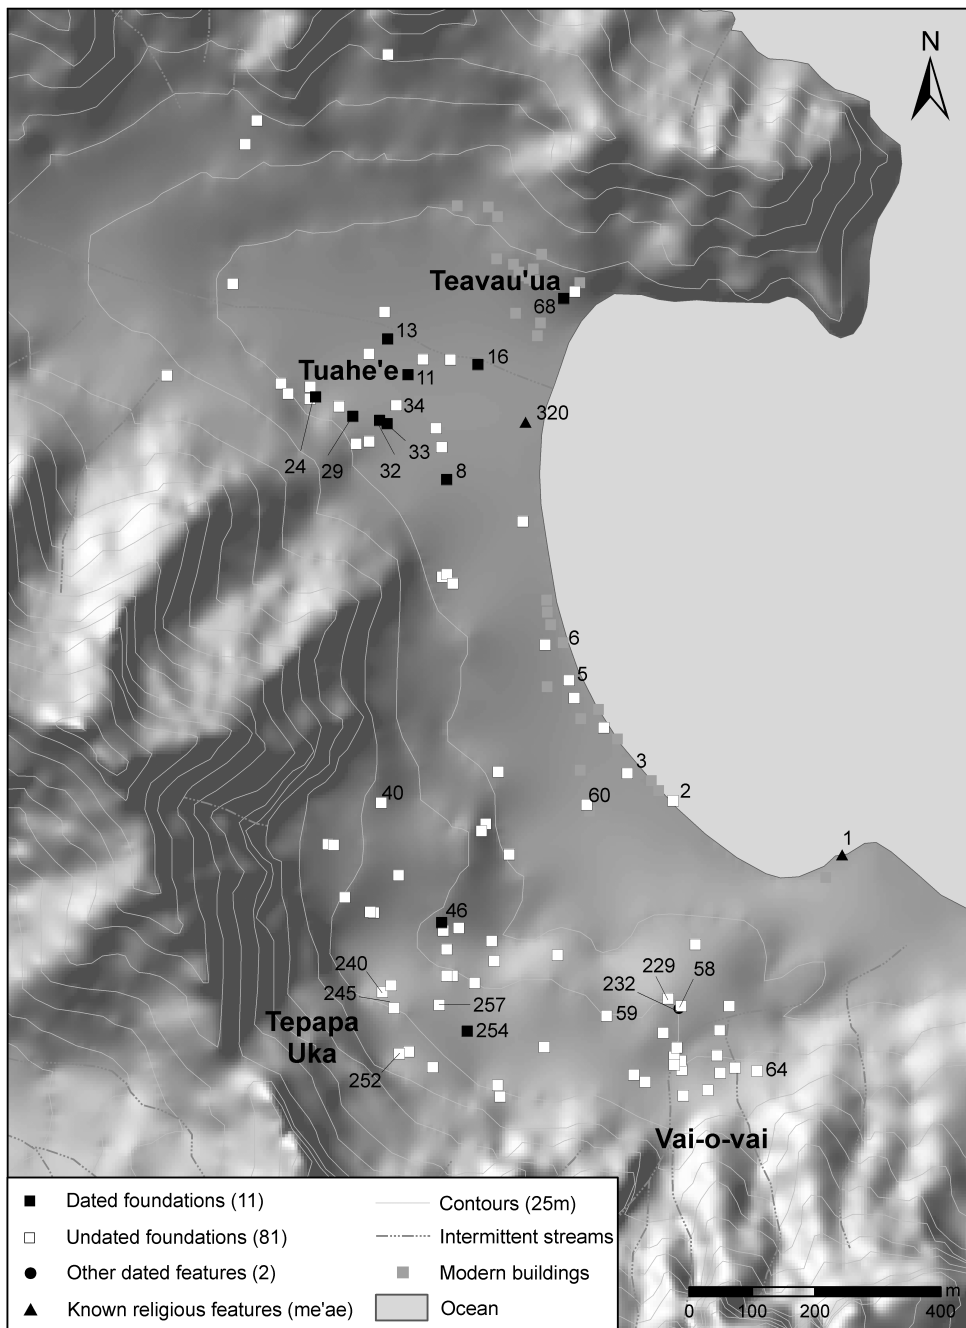 N
Teavau'ua
68
13
16
Tuahe'e
11
34
320
24
29
32
33
8
6
5
3
2
40
60
1
46
240
229
58
232
245
257
59
Tepapa
Uka
254
252
64
Vai-o-vai
Dated foundations (11)
Undated foundations (81)
Other dated features (2)
Known religious features (me'ae)
Contours (25m)
Intermittent streams
Modern buildings
Ocean
m
0 100 200 400